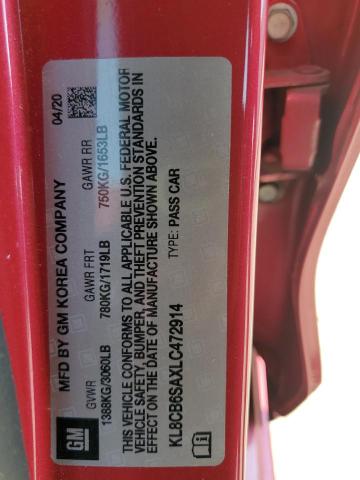 MFD BY GM KOREA COMPANY 04/20
GVWR GAWR FRT GAWR RR
1388KG/3060LB 780KG/1719LB 750KG/1653LB
THIS VEHICLE CONFORMS TO ALL APPLICABLE U.S. FEDERAL MOTOR
VEHICLE SAFETY, BUMPER, AND THEFT PREVENTION STANDARDS IN
EFFECT ON THE DATE OF MANUFACTURE SHOWN ABOVE.
KL8CB6SAXLC472914 TYPE: PASS CAR
GM